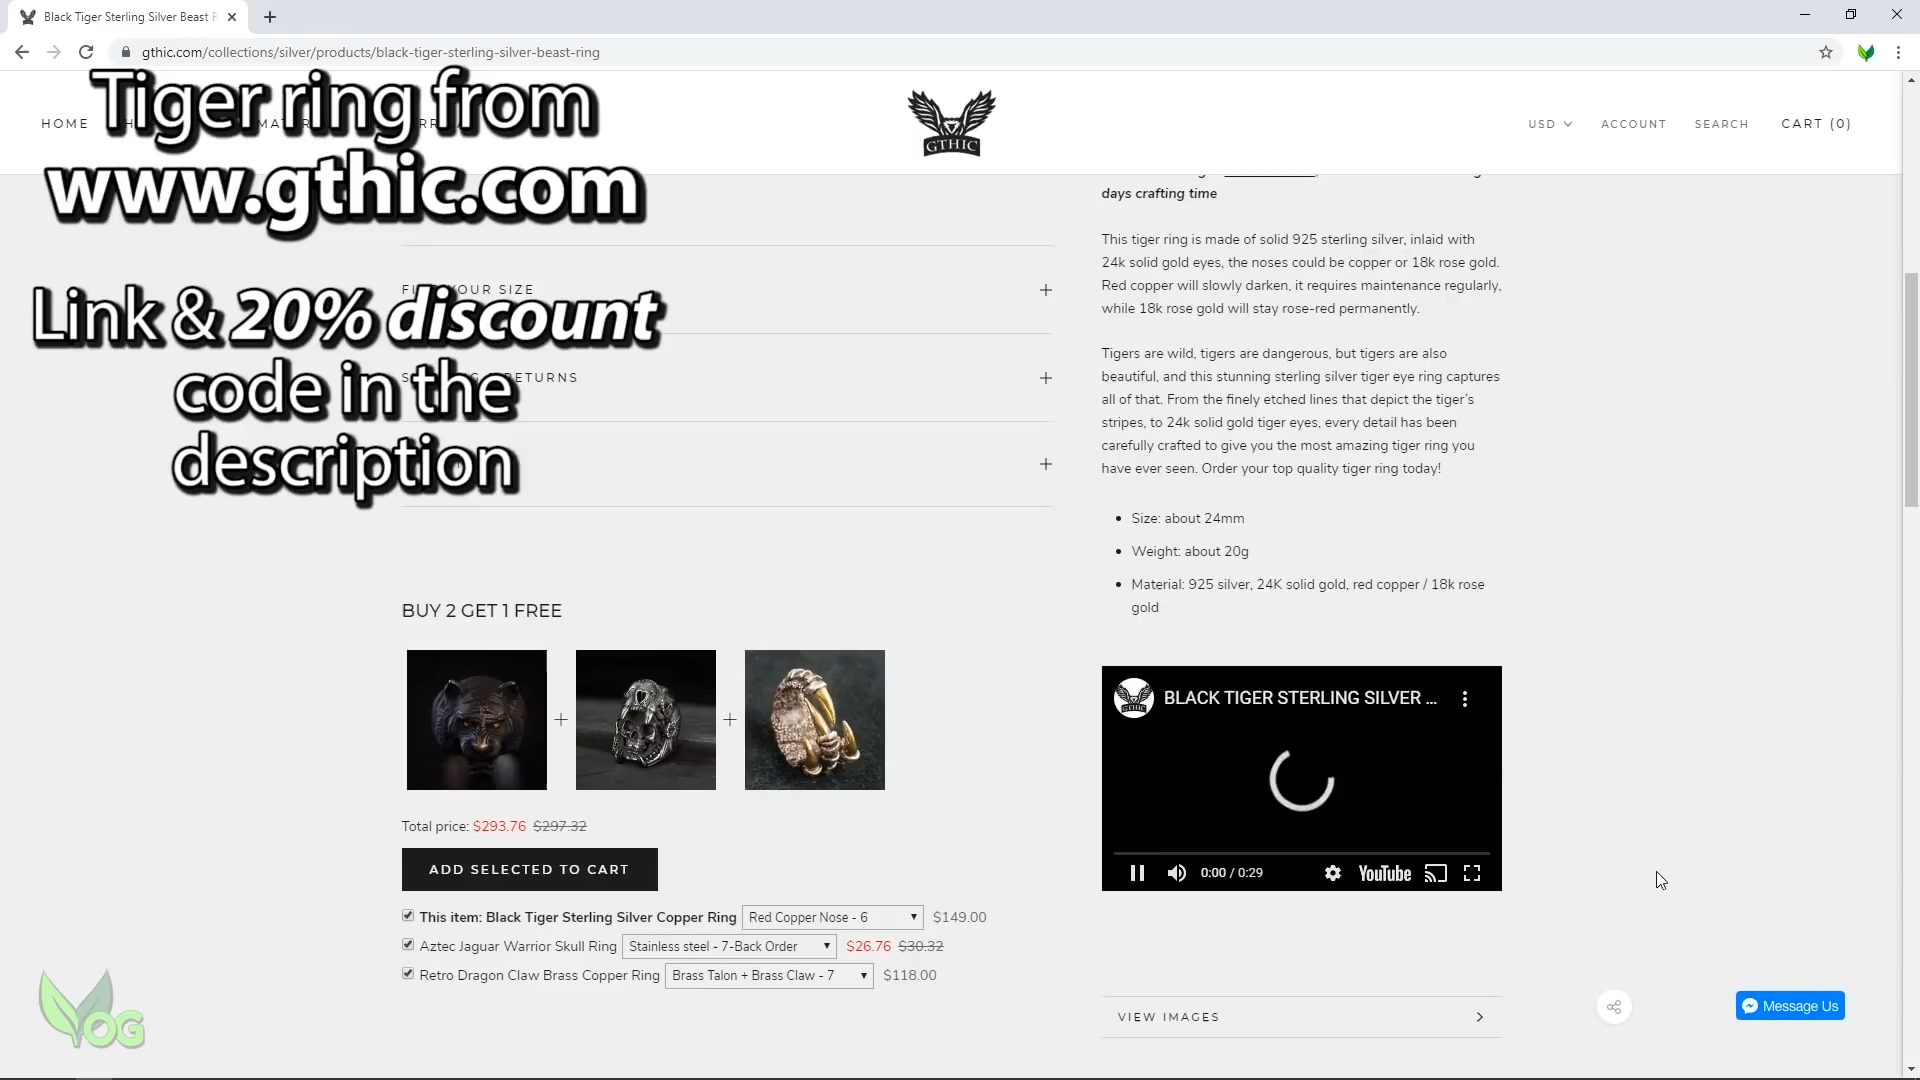 Black Tiger Sterling Silver Beast R
gthic.com/collections/silver/products/black-tiger-sterling-silver-beast-ring
Tiger ring from
www.gthic.com
Link & 20% discount
code in the
description
HOME
GTHIC
USD
ACCOUNT
SEARCH
CART (0)
days crafting time
This tiger ring is made of solid 925 sterling silver, inlaid with
24k solid gold eyes, the noses could be copper or 18k rose gold.
Red copper will slowly darken, it requires maintenance regularly,
while 18k rose gold will stay rose-red permanently.
Tigers are wild, tigers are dangerous, but tigers are also
beautiful, and this stunning sterling silver tiger eye ring captures
all of that. From the finely etched lines that depict the tiger's
stripes, to 24k solid gold tiger eyes, every detail has been
carefully crafted to give you the most amazing tiger ring you
have ever seen. Order your top quality tiger ring today!
Size: about 24mm
Weight: about 20g
Material: 925 silver, 24K solid gold, red copper / 18k rose
gold
YOUR SIZE
RETURNS
BUY 2 GET 1 FREE
Total price: $293.76 $297.32
ADD SELECTED TO CART
This item: Black Tiger Sterling Silver Copper Ring Red Copper Nose - 6 $149.00
Aztec Jaguar Warrior Skull Ring Stainless steel - 7-Back Order $26.76 $30.32
Retro Dragon Claw Brass Copper Ring Brass Talon + Brass Claw - 7 $118.00
BLACK TIGER STERLING SILVER ...
0:00 / 0:29
YouTube
VIEW IMAGES
Message Us
VOG